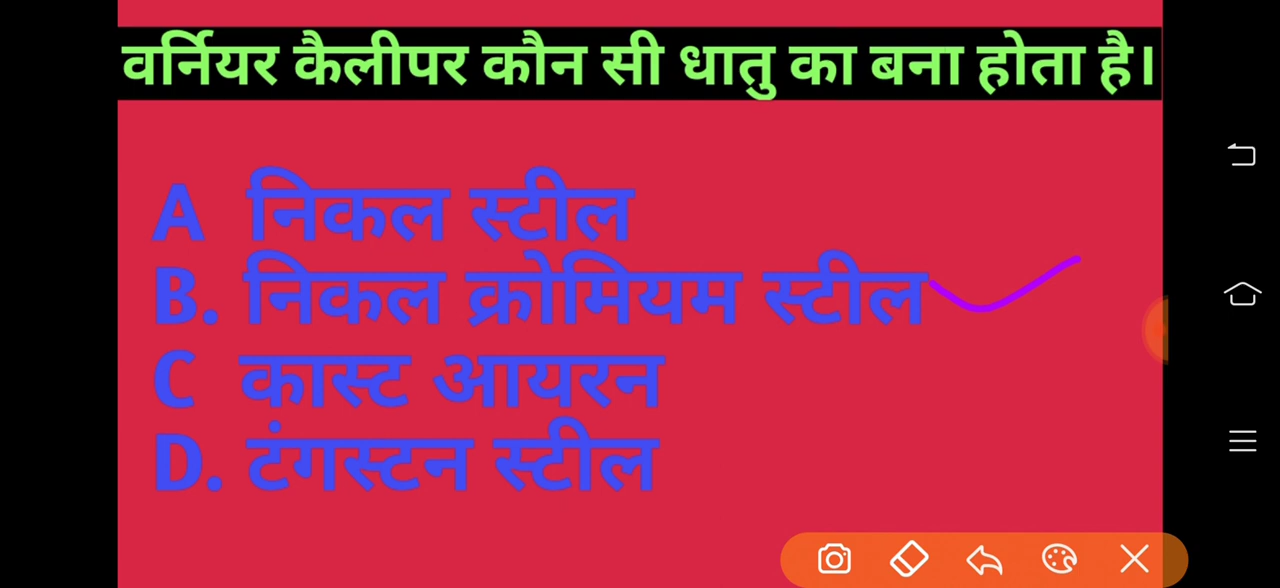 वर्नियर कैलीपर कौन सी धातु का बना होता है।
A निकल स्टील
B. निकल क्रोमियम स्टील
C कास्ट आयरन
D. टंगस्टन स्टील